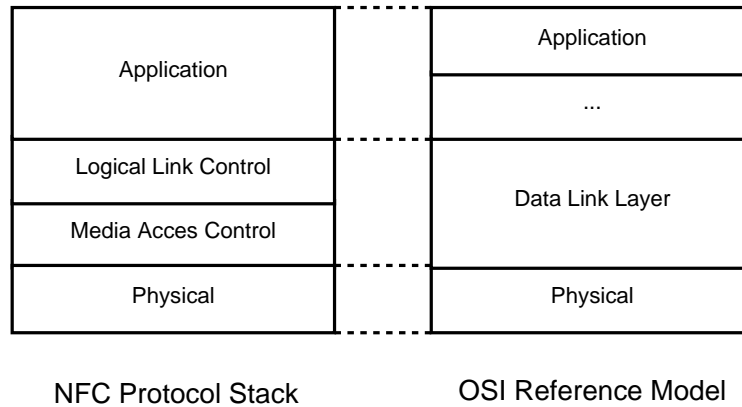 Application
Logical Link Control
Media Acces Control
Physical
NFC Protocol Stack
Application
...
Data Link Layer
Physical
OSI Reference Model